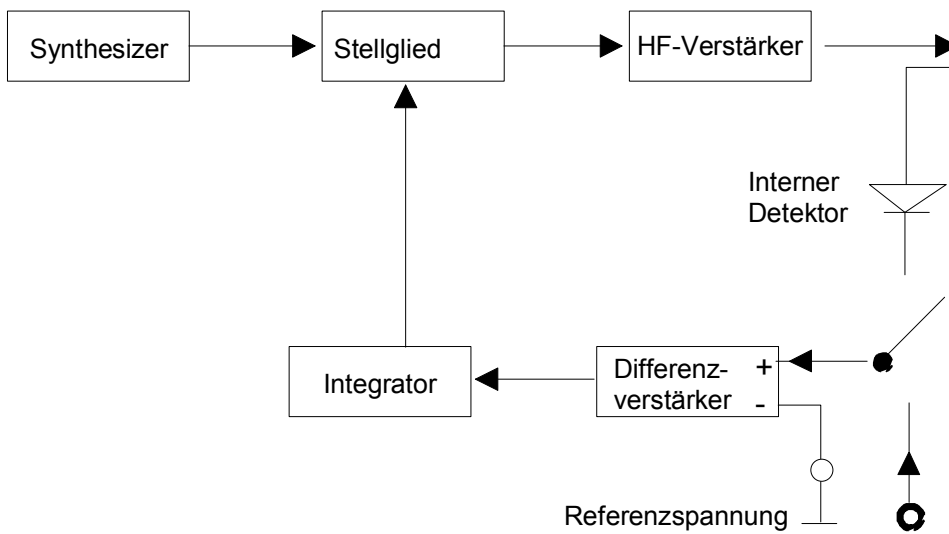 Synthesizer
Stellglied
HF-Verstärker
Interner
Detektor
Integrator
Differenz-
verstärker
+
-
Referenzspannung